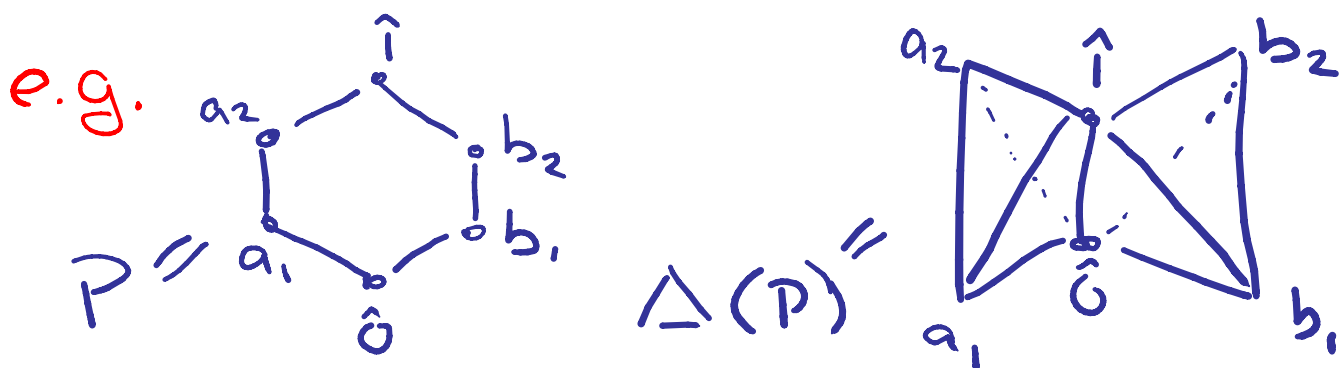 e.g.
1̂
a₂
b₂
a₁
b₁
0̂
P =
Δ(P) =
a₂
1̂
b₂
a₁
0̂
b₁